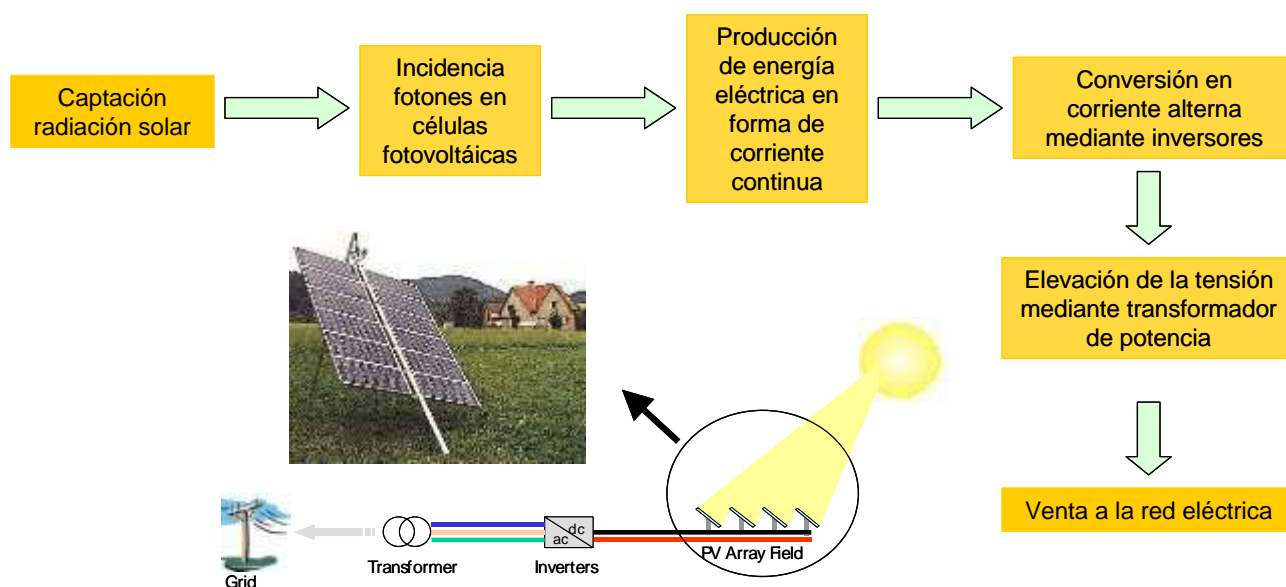 Captación
radiación solar
Incidencia
fotones en
células
fotovoltáicas
Producción
de energía
eléctrica en
forma de
corriente
continua
Conversión en
corriente alterna
mediante inversores
Elevación de la tensión
mediante transformador
de potencia
Venta a la red eléctrica
Grid
Transformer
ac dc
Inverters
PV Array Field